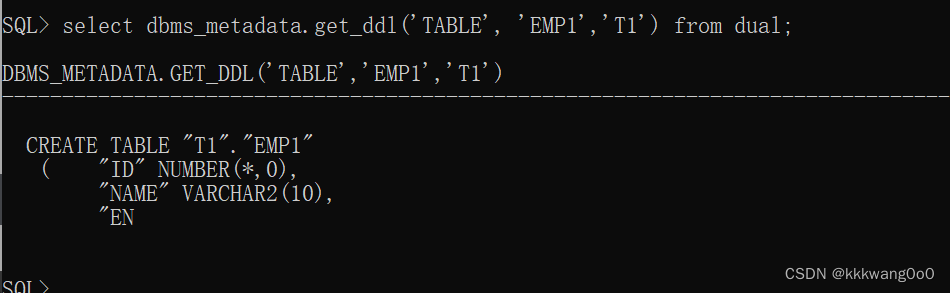 SQL> select dbms_metadata.get_ddl('TABLE', 'EMP1','T1') from dual;
DBMS_METADATA.GET_DDL('TABLE','EMP1','T1')
--------------------------------------------------------------------------------
CREATE TABLE "T1"."EMP1"
( "ID" NUMBER(*,0),
"NAME" VARCHAR2(10),
"EN
SQL>
CSDN @kkkwang0o0